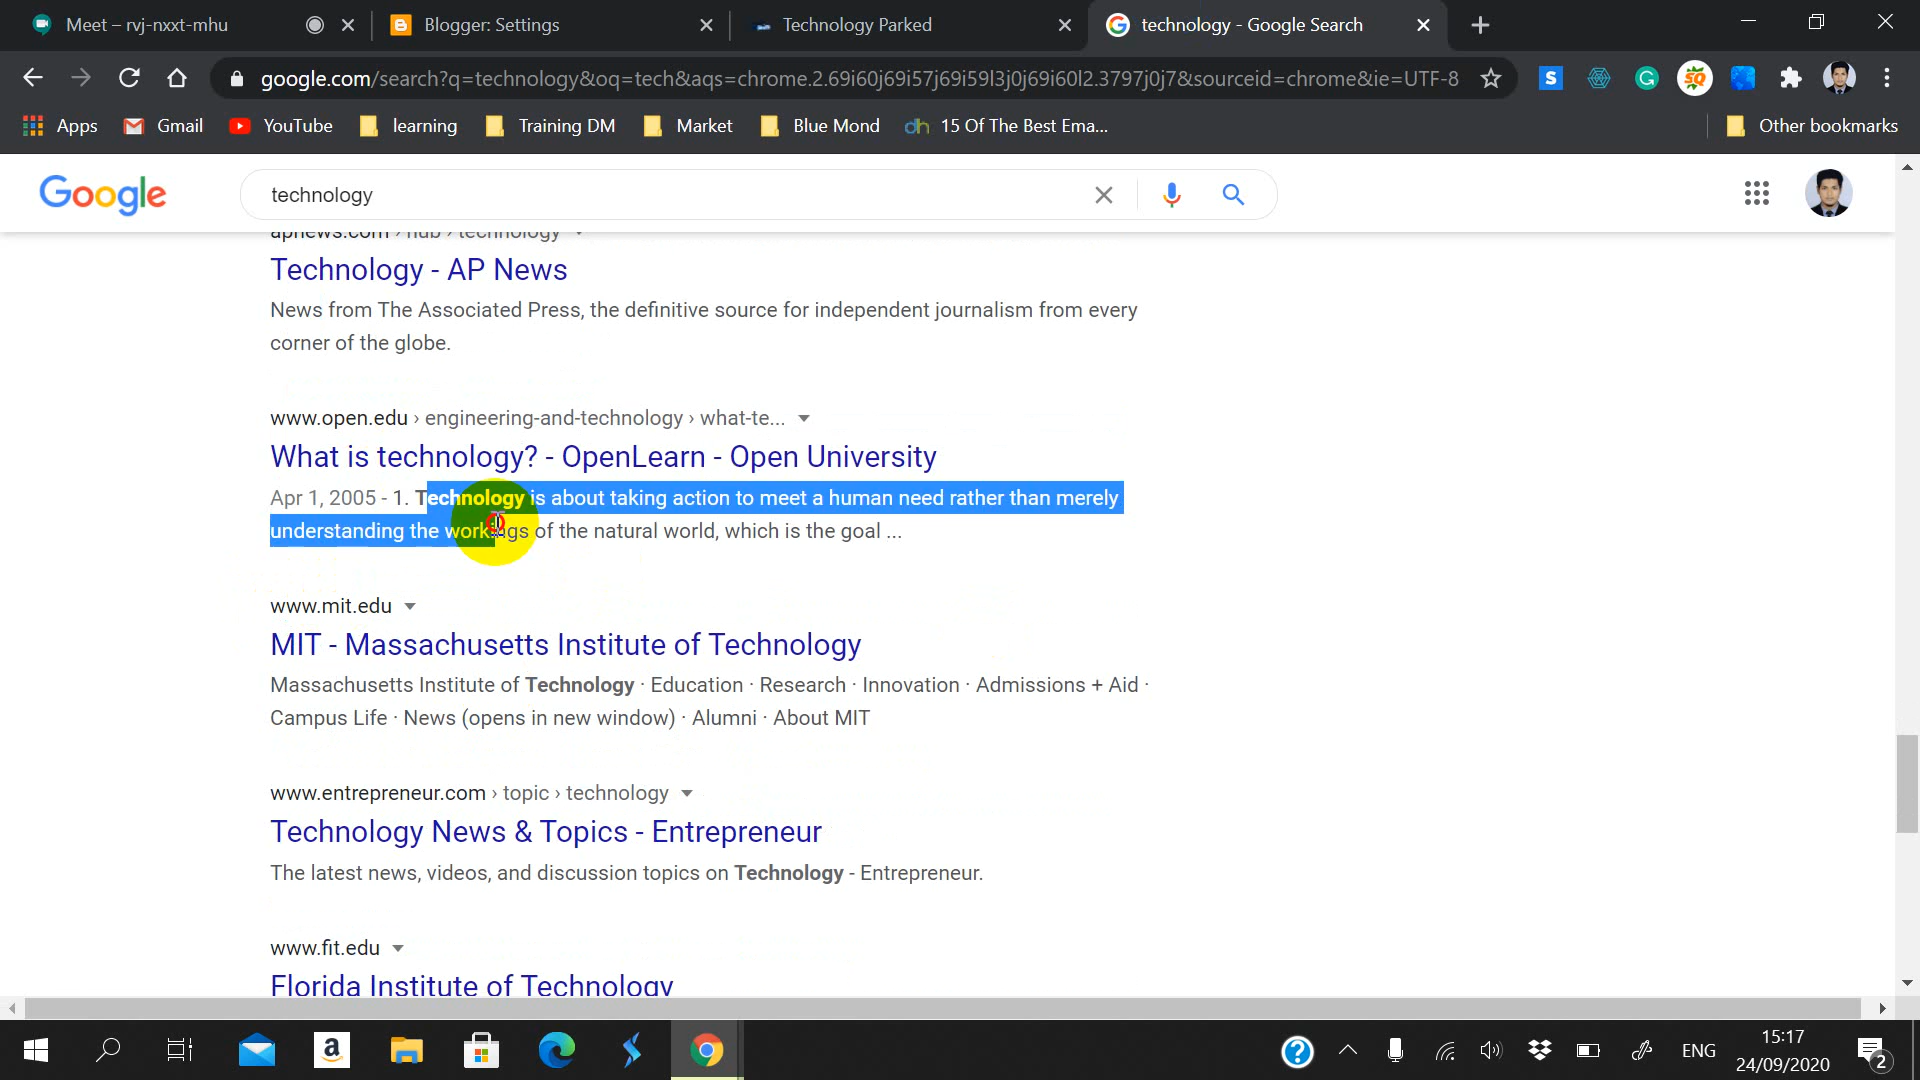 Meet – rvj-nxxt-mhu
Blogger: Settings
Technology Parked
technology - Google Search
google.com/search?q=technology&oq=tech&aqs=chrome.2.69i60j69i57j69i59l3j0j69i60l2.3797j0j7&sourceid=chrome&ie=UTF-8
Apps
Gmail
YouTube
learning
Training DM
Market
Blue Mond
15 Of The Best Ema...
Other bookmarks
Google
technology
apnews.com › hub › technology
Technology - AP News
News from The Associated Press, the definitive source for independent journalism from every
corner of the globe.
www.open.edu › engineering-and-technology › what-te...
What is technology? - OpenLearn - Open University
Apr 1, 2005 - 1. Technology is about taking action to meet a human need rather than merely
understanding the workings of the natural world, which is the goal ...
www.mit.edu
MIT - Massachusetts Institute of Technology
Massachusetts Institute of Technology · Education · Research · Innovation · Admissions + Aid ·
Campus Life · News (opens in new window) · Alumni · About MIT
www.entrepreneur.com › topic › technology
Technology News & Topics - Entrepreneur
The latest news, videos, and discussion topics on Technology - Entrepreneur.
www.fit.edu
Florida Institute of Technology
ENG
15:17
24/09/2020
2